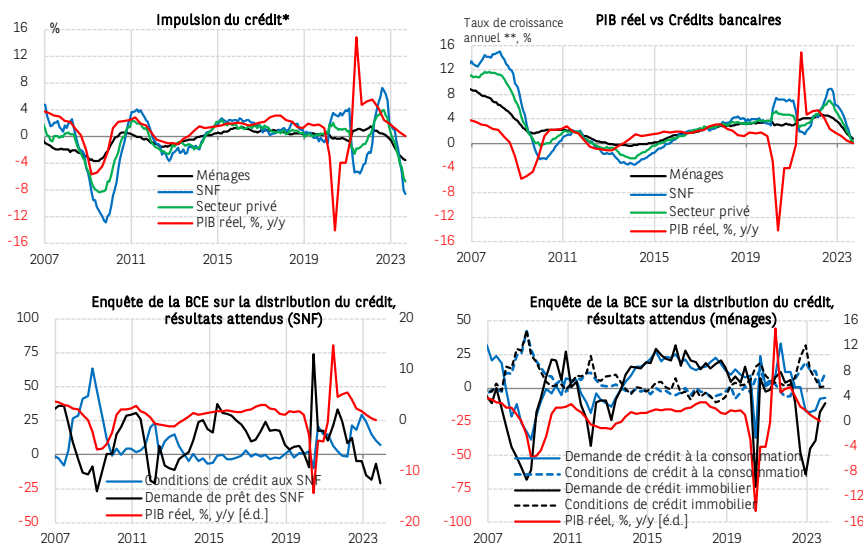 Impulsion du crédit*
%
16
12
8
4
0
-4
-8
-12
-16
Ménages
SNF
Secteur privé
PIB réel, %, y/y
2007
2011
2015
2019
2023
PIB réel vs Crédits bancaires
Taux de croissance
annuel **, %
16
12
8
4
0
-4
-8
-12
-16
Ménages
SNF
Secteur privé
PIB réel, %, y/y
2007
2011
2015
2019
2023
Enquête de la BCE sur la distribution du crédit,
résultats attendus (SNF)
100
75
50
25
0
-25
-50
20
10
0
-10
-20
Conditions de crédit aux SNF
Demande de prêt des SNF
PIB réel, %, y/y [é.d.]
2007
2011
2015
2019
2023
Enquête de la BCE sur la distribution du crédit,
résultats attendus (ménages)
50
25
0
-25
-50
-75
-100
16
12
8
4
0
-4
-8
-12
-16
Demande de crédit à la consommation
Conditions de crédit à la consommation
Demande de crédit immobilier
Conditions de crédit immobilier
PIB réel, %, y/y [é.d.]
2007
2011
2015
2019
2023